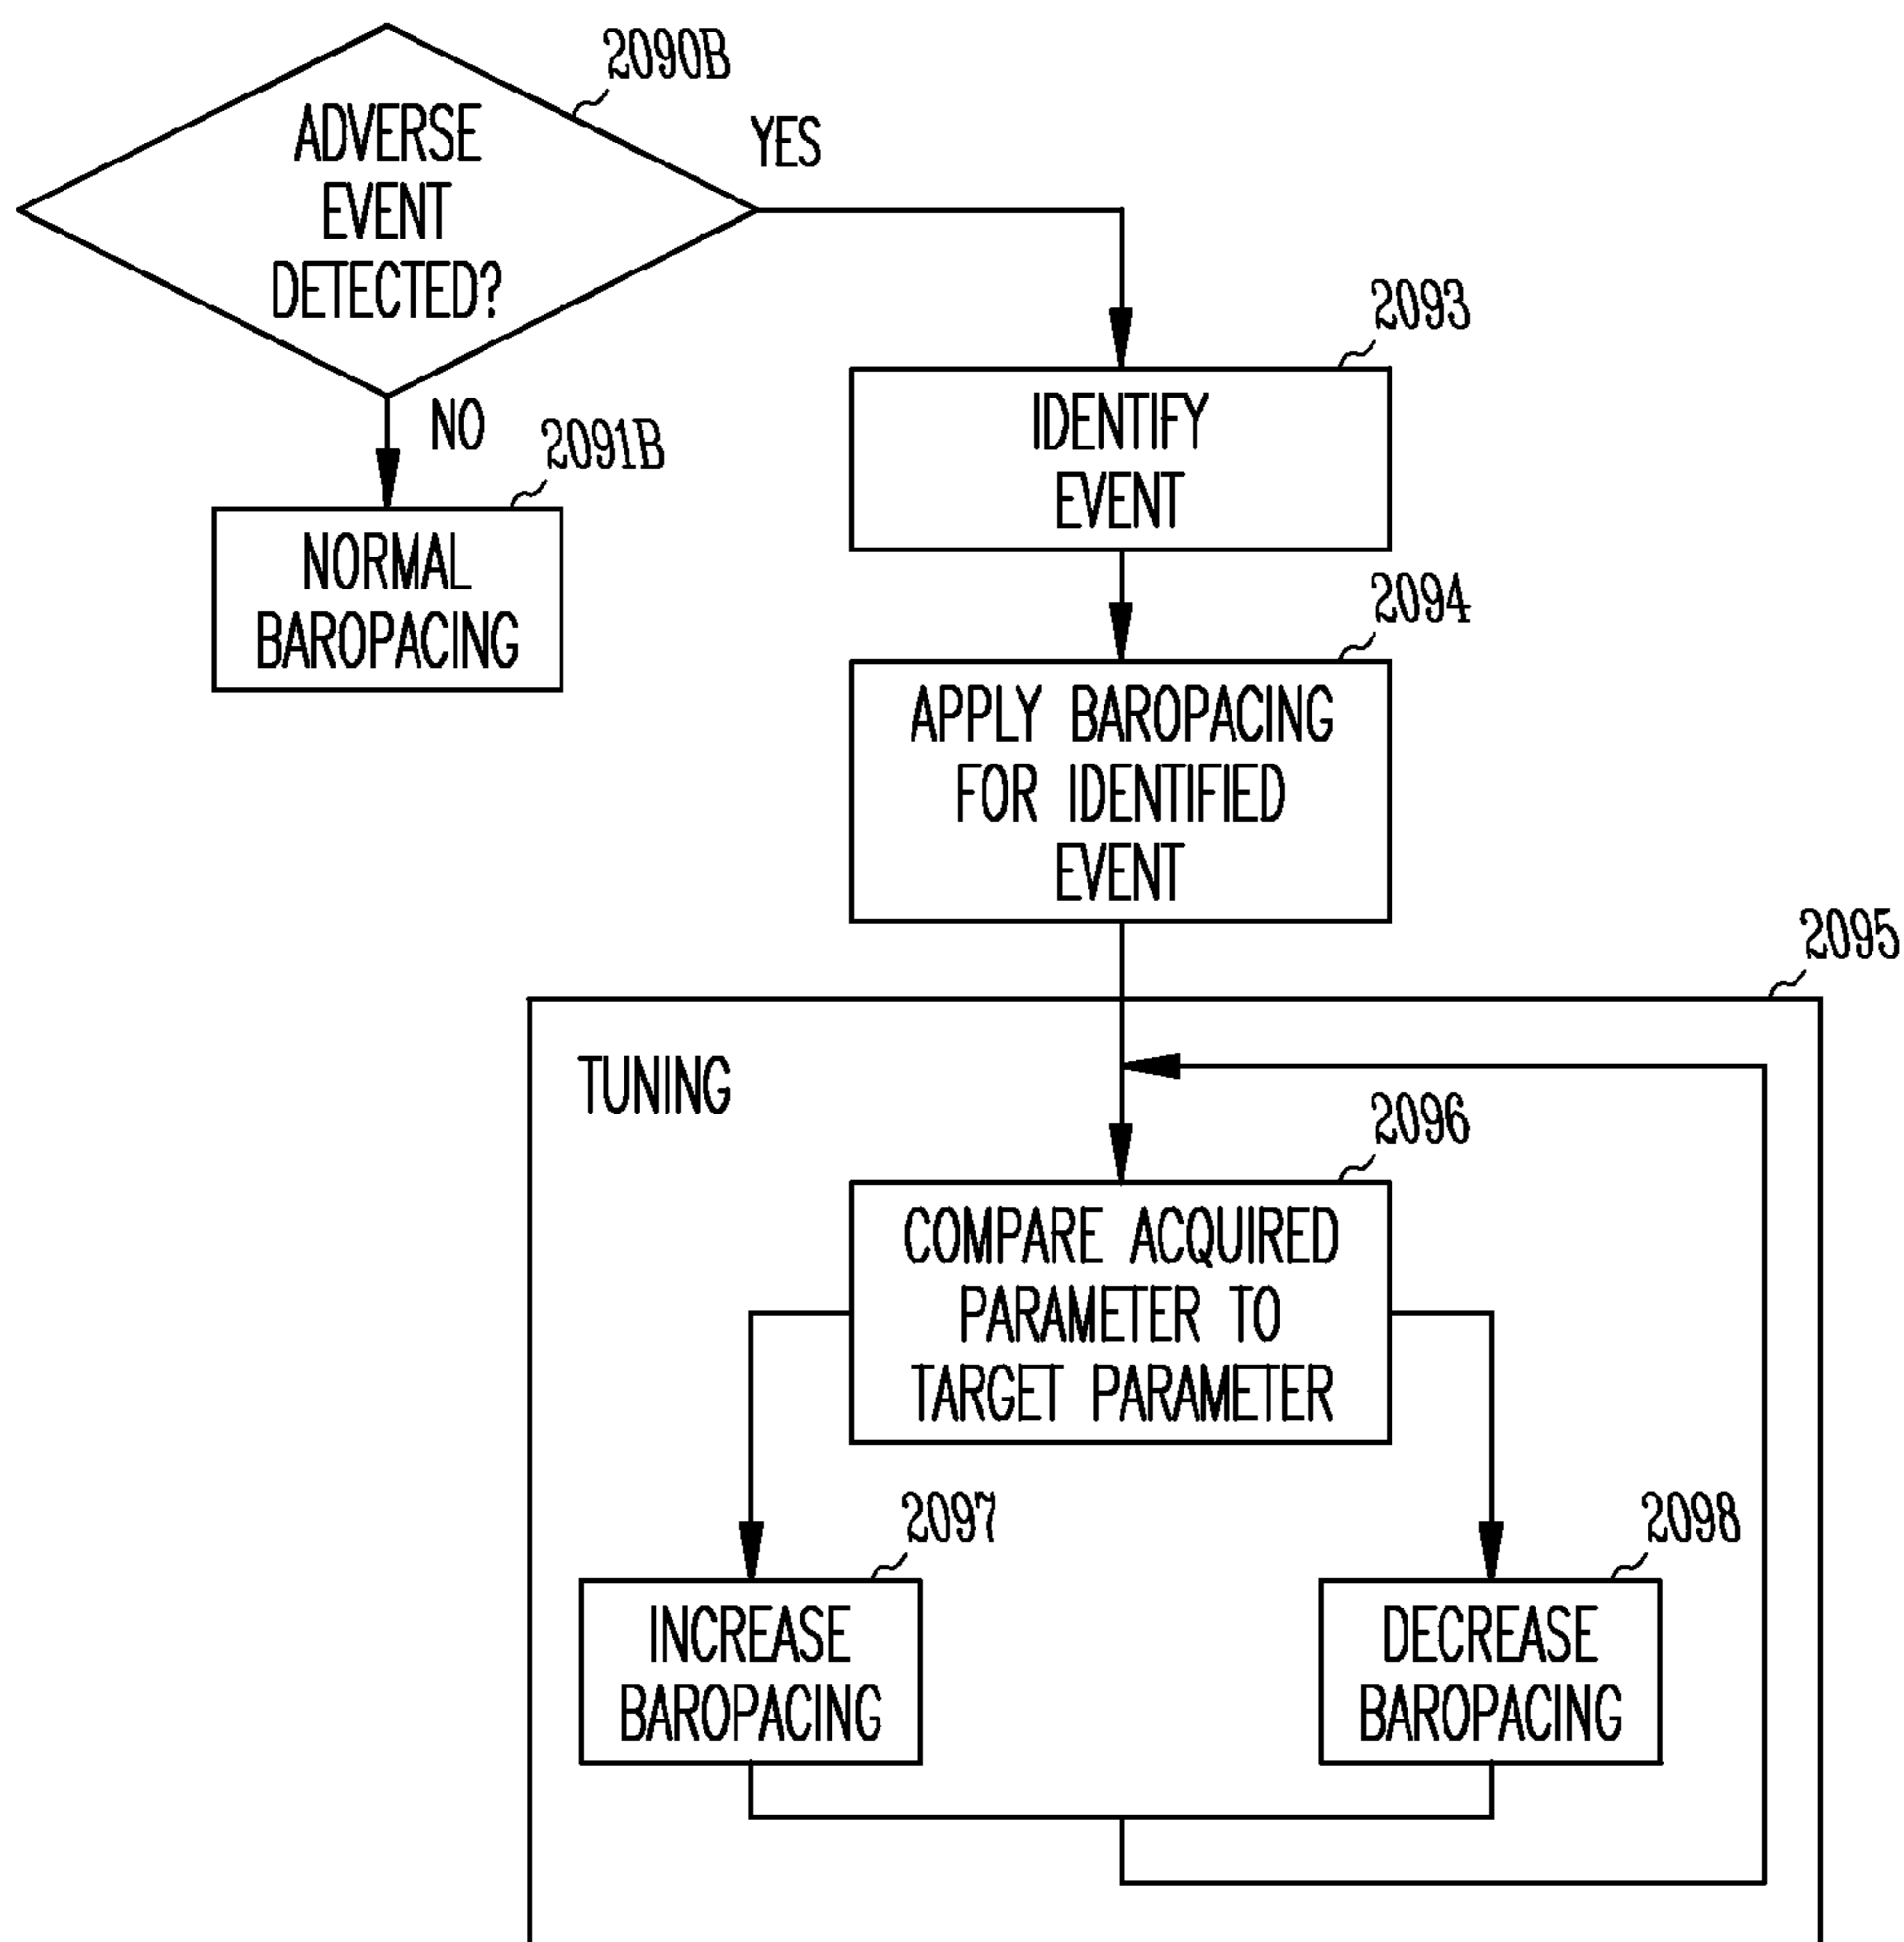 2090B
ADVERSE
EVENT
DETECTED?
YES
NO
2091B
NORMAL
BAROPACING
2093
IDENTIFY
EVENT
2094
APPLY BAROPACING
FOR IDENTIFIED
EVENT
2095
TUNING
2096
COMPARE ACQUIRED
PARAMETER TO
TARGET PARAMETER
2097
INCREASE
BAROPACING
2098
DECREASE
BAROPACING